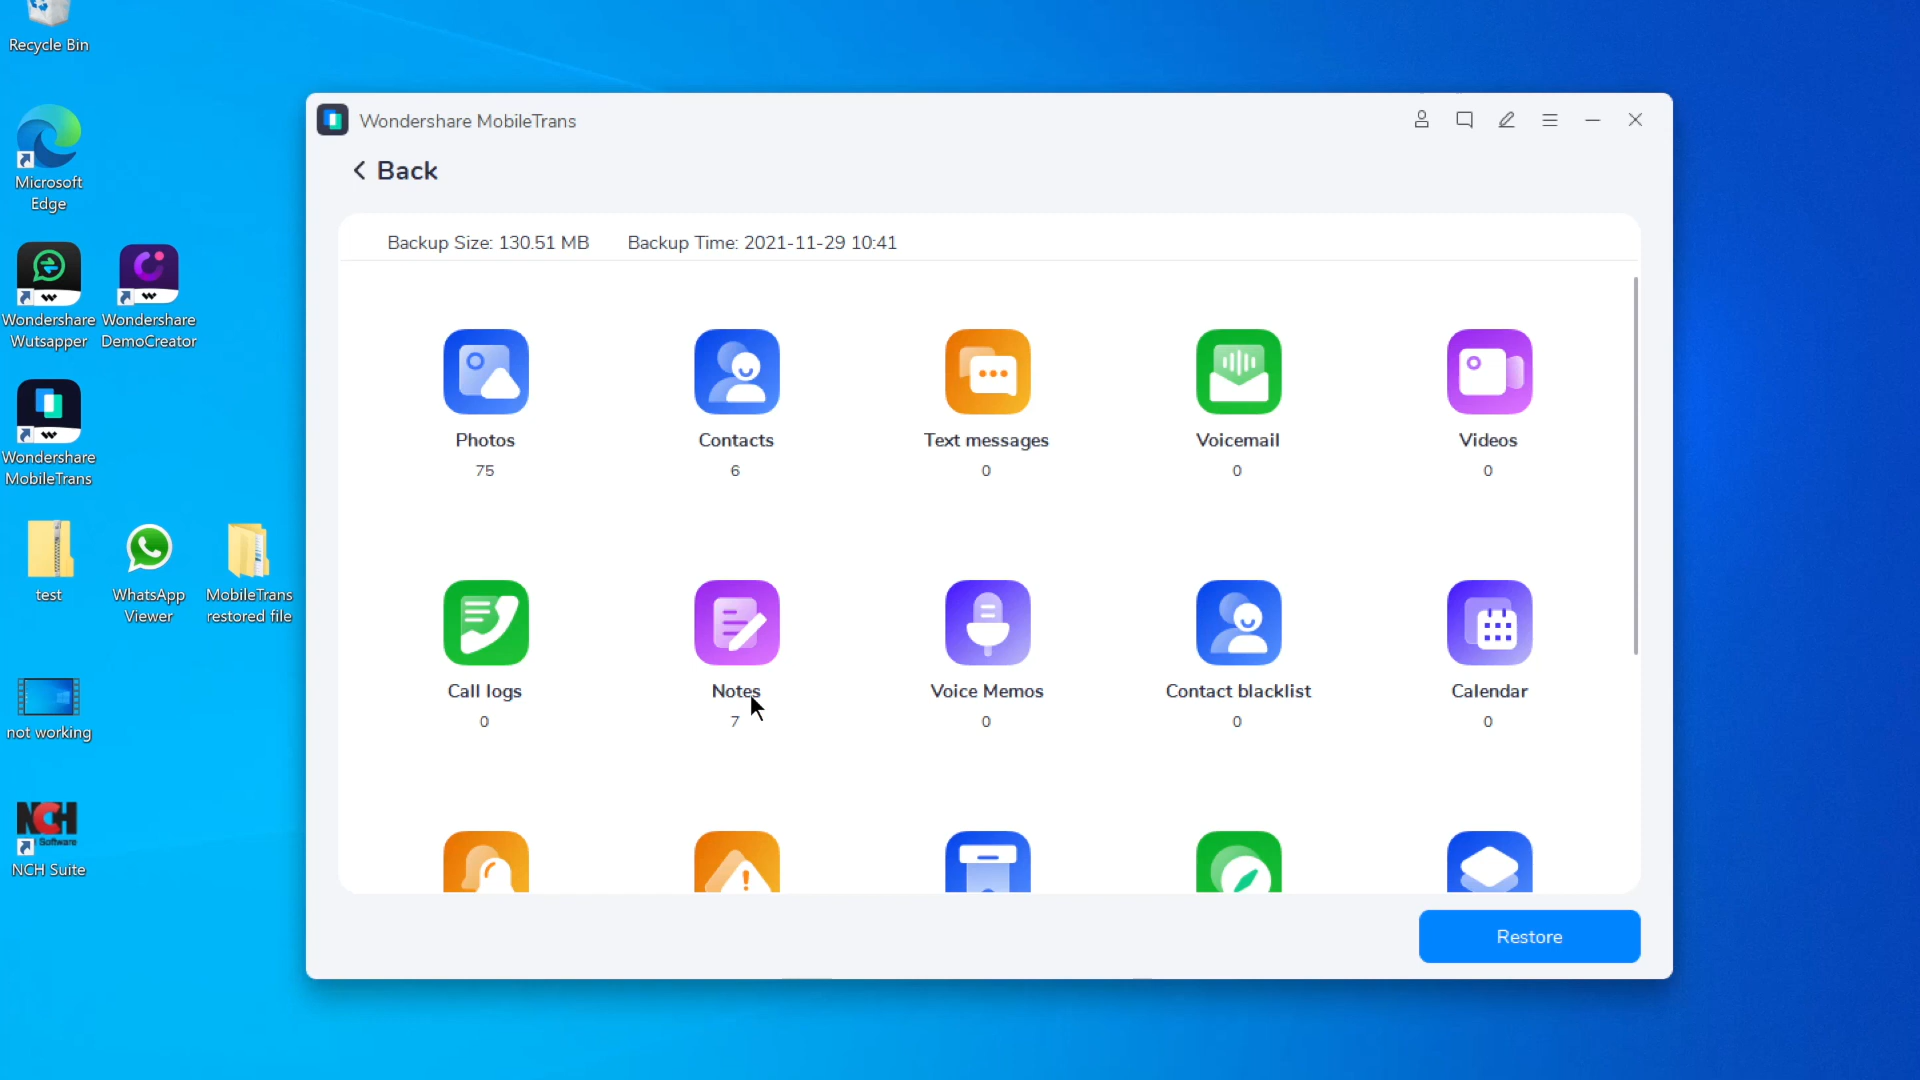 Recycle Bin
Microsoft
Edge
Wondershare
Wutsapper
Wondershare
DemoCreator
Wondershare
MobileTrans
test
WhatsApp
Viewer
MobileTrans
restored file
not working
NCH
Software
NCH Suite
Wondershare MobileTrans
Back
Backup Size: 130.51 MB Backup Time: 2021-11-29 10:41
Photos Contacts Text messages Voicemail Videos
75 6 0 0 0
Call logs Notes Voice Memos Contact blacklist Calendar
0 7 0 0 0
Restore